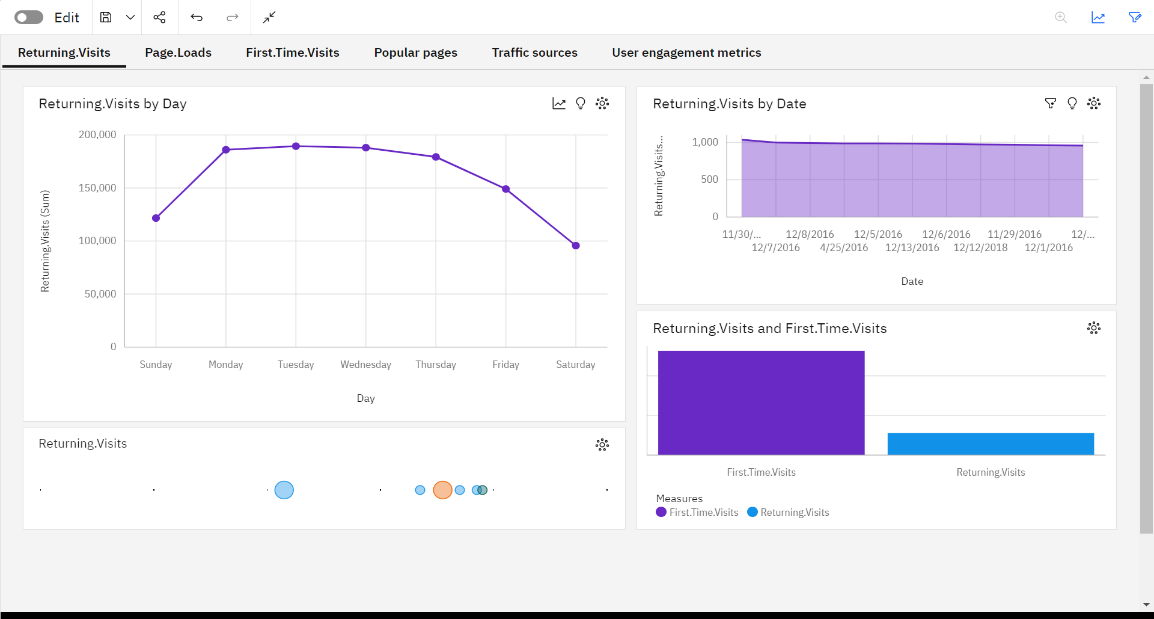 Edit
Returning.Visits Page.Loads First.Time.Visits Popular pages Traffic sources User engagement metrics
Returning.Visits by Day
200,000
150,000
100,000
50,000
0
Returning.Visits (Sum)
Sunday Monday Tuesday Wednesday Thursday Friday Saturday
Day
Returning.Visits
Returning.Visits by Date
1,000
500
0
Returning.Visits...
11/30/... 12/8/2016 12/5/2016 12/6/2016 11/29/2016 12/...
12/7/2016 4/25/2016 12/13/2016 12/12/2018 12/1/2016
Date
Returning.Visits and First.Time.Visits
First.Time.Visits Returning.Visits
Measures
First.Time.Visits Returning.Visits